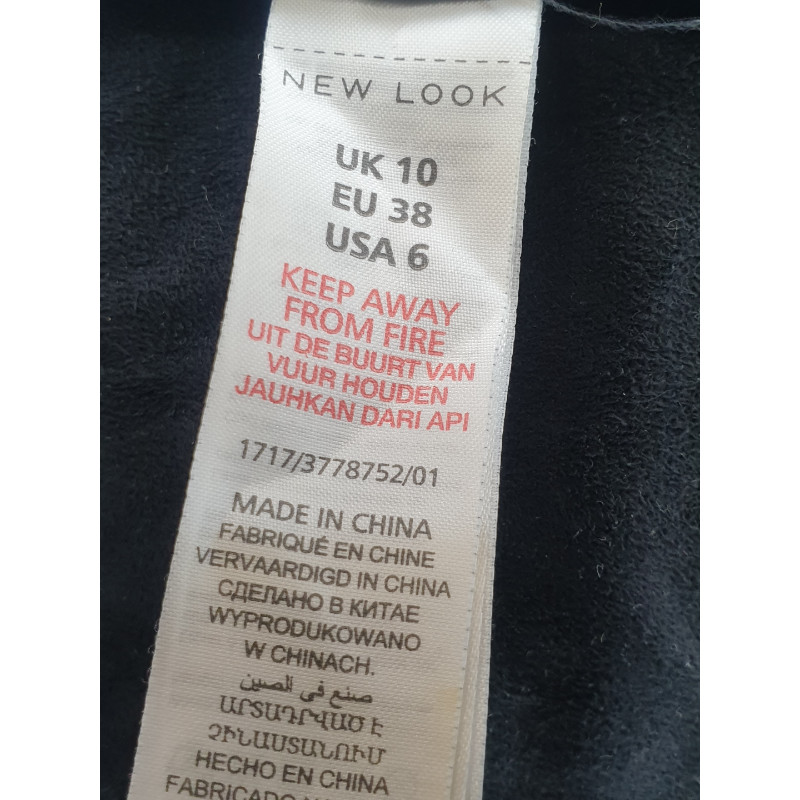 NEW LOOK
UK 10
EU 38
USA 6
KEEP AWAY
FROM FIRE
UIT DE BUURT VAN
VUUR HOUDEN
JAUHKAN DARI API
1717/3778752/01
MADE IN CHINA
FABRIQUÉ EN CHINE
VERVAARDIGD IN CHINA
СДЕЛАНО В КИТАЕ
WYPRODUKOWANO
W CHINACH.
صنع في الصين
ԱՐՏԱԴՐՎԱԾ Է
ՉԻՆԱՍՏԱՆՈՒՄ
HECHO EN CHINA
FABRICADO